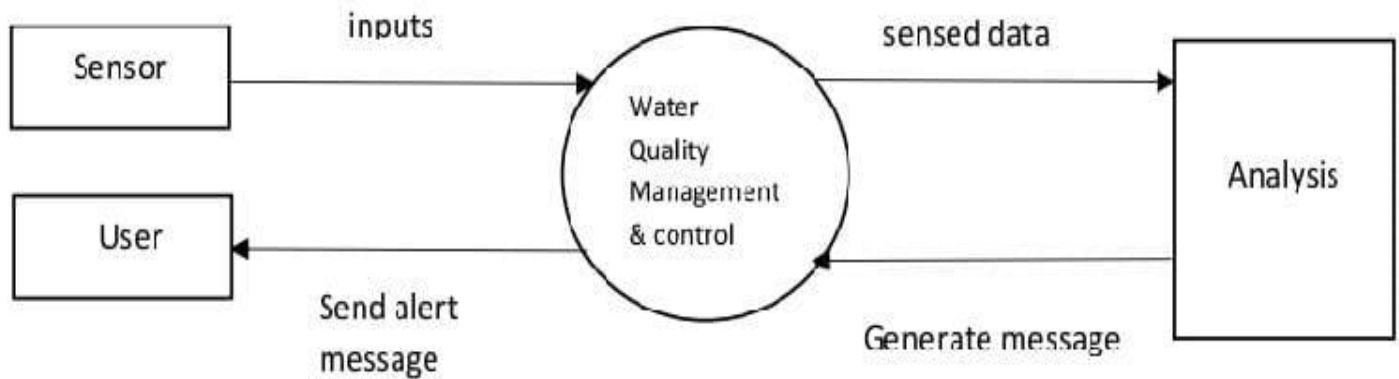 inputs
sensed data
Sensor
Water
Quality
Management
& control
Analysis
User
Send alert
message
Generate message